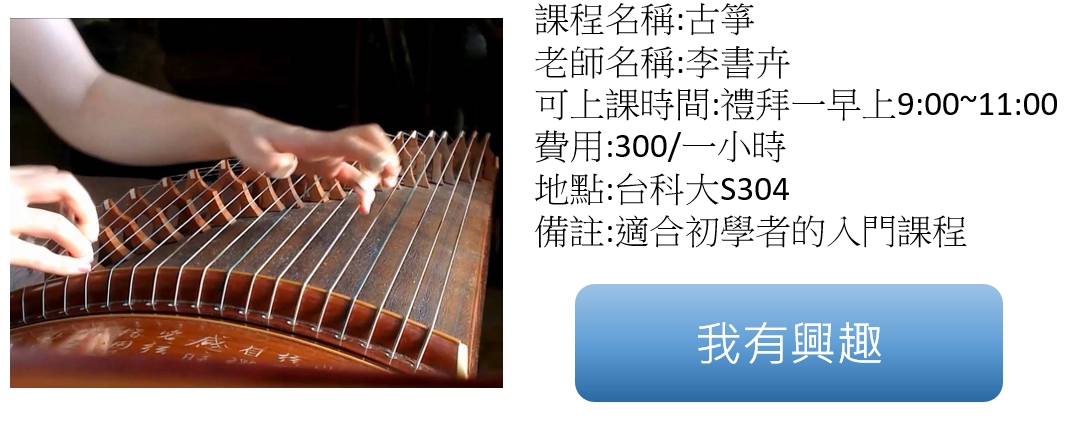 課程名稱:古箏
老師名稱:李書卉
可上課時間:禮拜一早上9:00~11:00
費用:300/一小時
地點:台科大S304
備註:適合初學者的入門課程
我有興趣